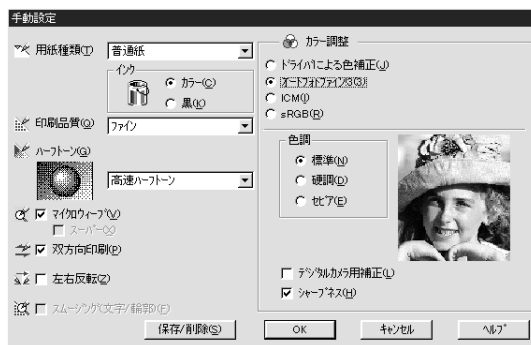 手動設定
用紙種類(T)
普通紙
インク
カラー(C)
黒(K)
印刷品質(Q)
ファイン
ハーフトーン(G)
高速ハーフトーン
マイクロウィーブ(V)
スーパー(X)
双方向印刷(P)
左右反転(Z)
スムージング(文字/輪郭)(F)
カラー調整
ドライバによる色補正(J)
オートフォトファイン!3(3)
ICM(I)
sRGB(R)
色調
標準(N)
硬調(D)
セピア(E)
デジタルカメラ用補正(L)
シャープネス(H)
保存/削除(S)
OK
キャンセル
ヘルプ